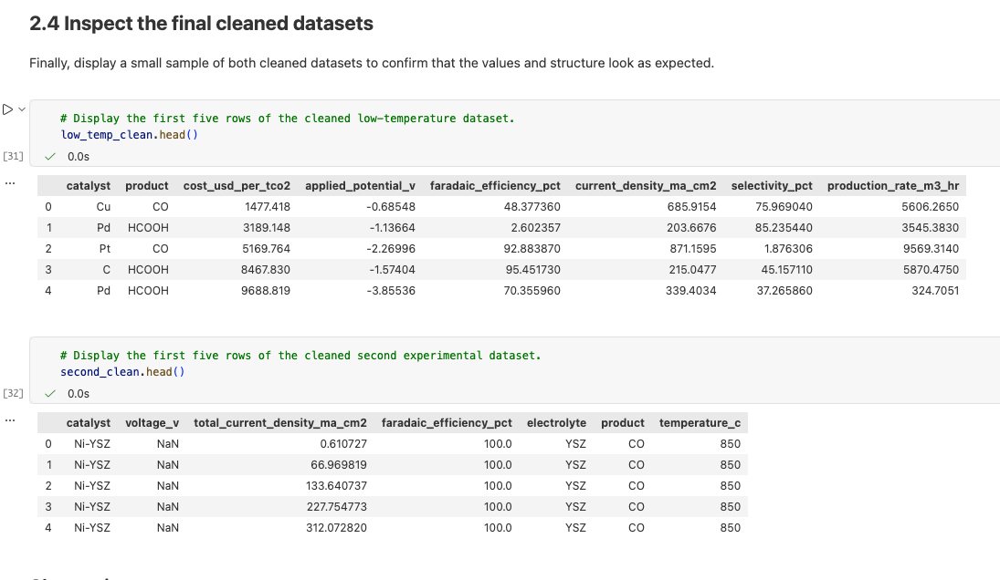 2.4 Inspect the final cleaned datasets
Finally, display a small sample of both cleaned datasets to confirm that the values and structure look as expected.
# Display the first five rows of the cleaned low-temperature dataset.
low_temp_clean.head()
[31] ✓ 0.0s
...
catalyst product cost_usd_per_tco2 applied_potential_v faradaic_efficiency_pct current_density_ma_cm2 selectivity_pct production_rate_m3_hr
0 Cu CO 1477.418 -0.68548 48.377360 685.9154 75.969040 5606.2650
1 Pd HCOOH 3189.148 -1.13664 2.602357 203.6676 85.235440 3545.3830
2 Pt CO 5169.764 -2.26996 92.883870 871.1595 1.876306 9569.3140
3 C HCOOH 8467.830 -1.57404 95.451730 215.0477 45.157110 5870.4750
4 Pd HCOOH 9688.819 -3.85536 70.355960 339.4034 37.265860 324.7051
# Display the first five rows of the cleaned second experimental dataset.
second_clean.head()
[32] ✓ 0.0s
...
catalyst voltage_v total_current_density_ma_cm2 faradaic_efficiency_pct electrolyte product temperature_c
0 Ni-YSZ NaN 0.610727 100.0 YSZ CO 850
1 Ni-YSZ NaN 66.969819 100.0 YSZ CO 850
2 Ni-YSZ NaN 133.640737 100.0 YSZ CO 850
3 Ni-YSZ NaN 227.754773 100.0 YSZ CO 850
4 Ni-YSZ NaN 312.072820 100.0 YSZ CO 850